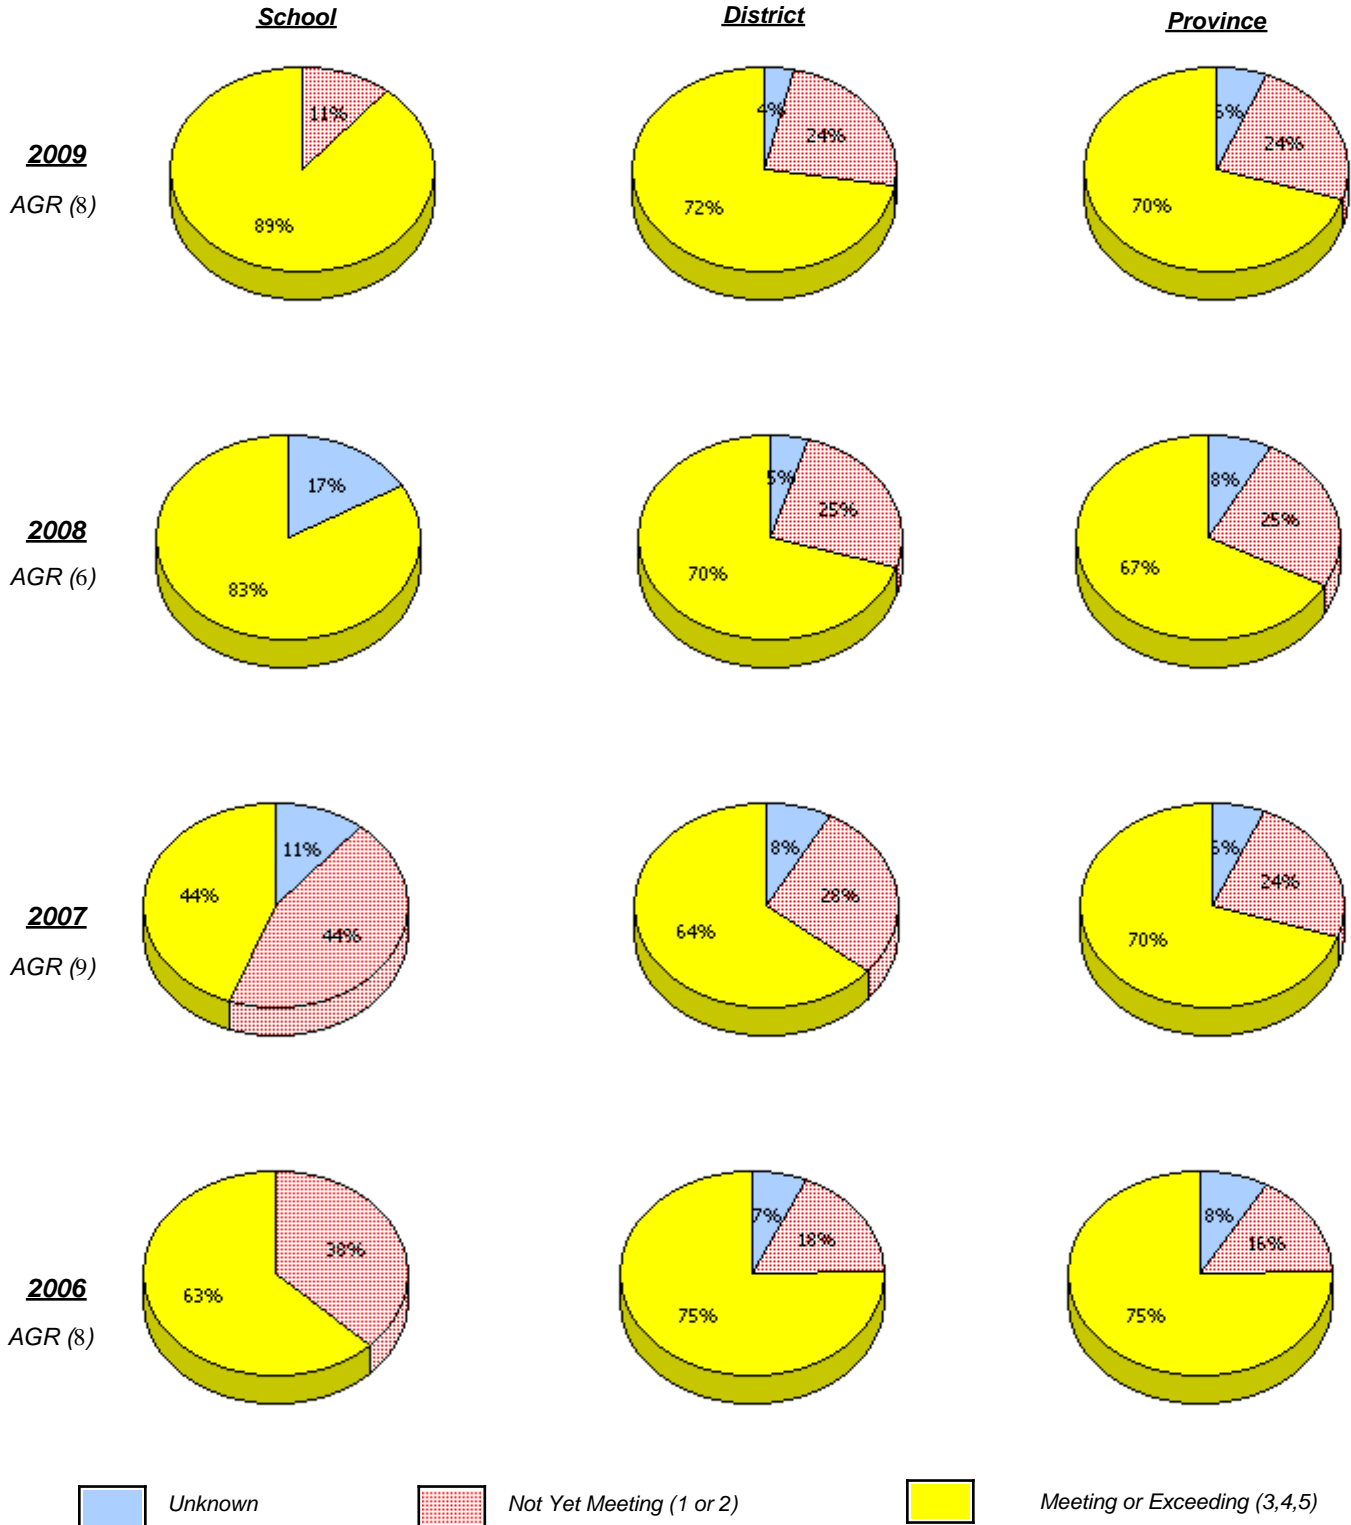 School District Province
11% 4% 24% 6% 24%
2009
AGR (8)
89% 72% 70%
17% 5% 25% 8% 25%
2008
AGR (6)
83% 70% 67%
11% 8% 28% 6% 24%
44% 44% 64% 70%
2007
AGR (9)
38% 7% 18% 8% 16%
2006
63% 75% 75%
AGR (8)
Unknown Not Yet Meeting (1 or 2) Meeting or Exceeding (3,4,5)